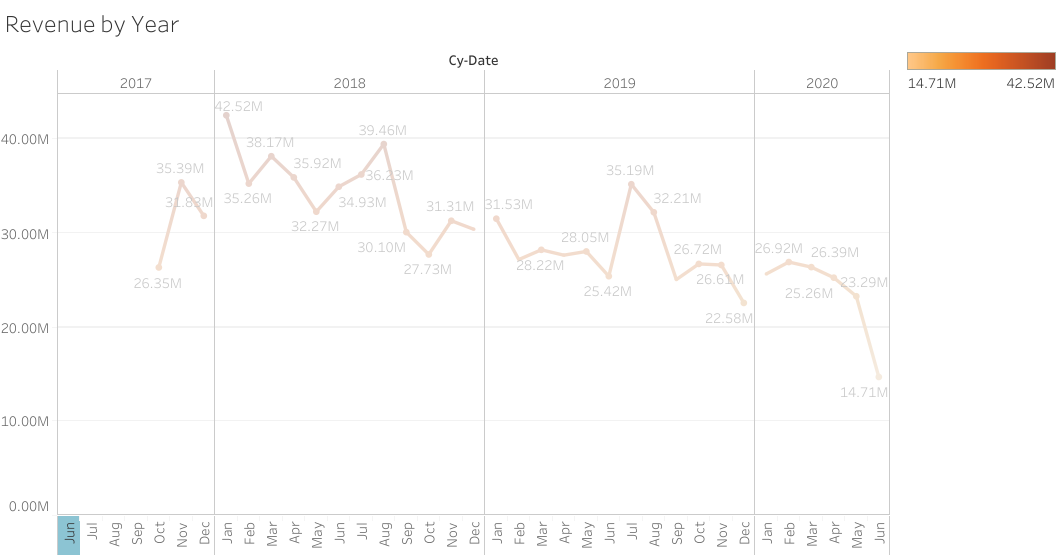 Revenue by Year
Cy-Date
14.71M 42.52M
2017 2018 2019 2020
40.00M
30.00M
20.00M
10.00M
0.00M
26.35M
35.39M
31.83M
42.52M
35.26M
38.17M
35.92M
32.27M
34.93M
36.23M
39.46M
30.10M
27.73M
31.31M
31.53M
28.22M
28.05M
25.42M
35.19M
32.21M
26.72M
26.61M
22.58M
26.92M
26.39M
25.26M
23.29M
14.71M
Jun Jul Aug Sep Oct Nov Dec Jan Feb Mar Apr May Jun Jul Aug Sep Oct Nov Dec Jan Feb Mar Apr May Jun Jul Aug Sep Oct Nov Dec Jan Feb Mar Apr May Jun